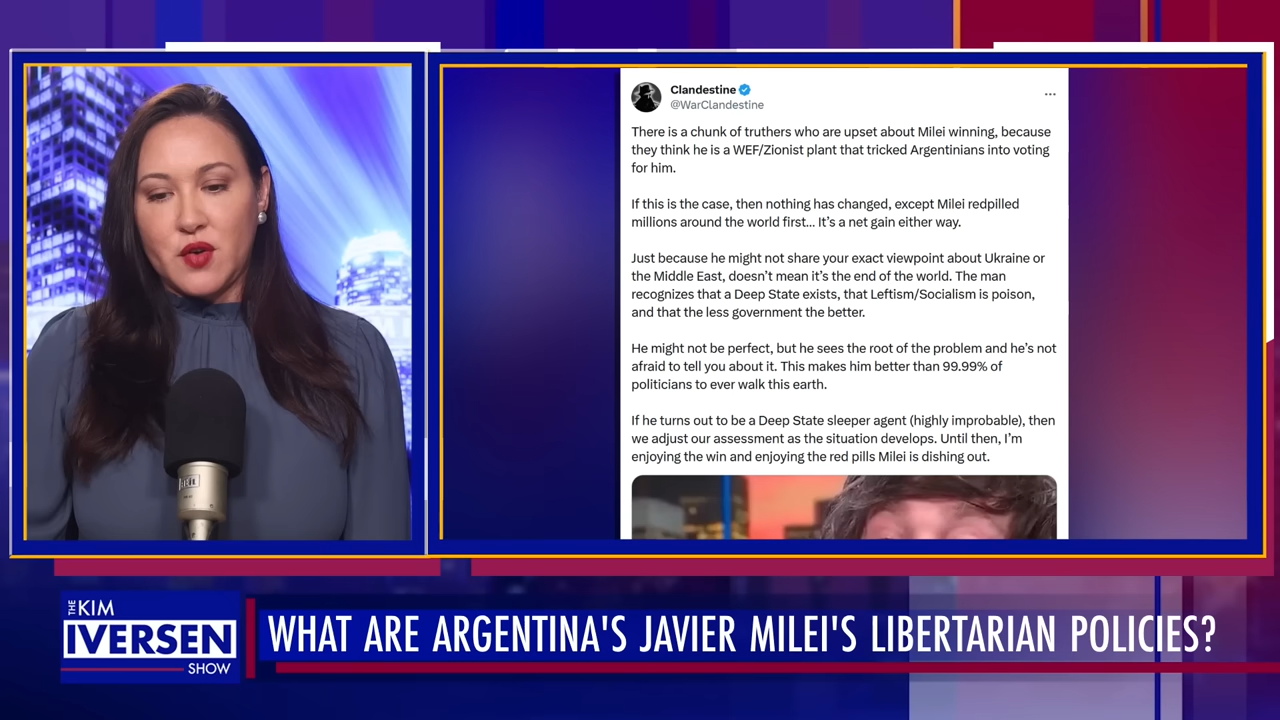 Clandestine
@WarClandestine
There is a chunk of truthers who are upset about Milei winning, because
they think he is a WEF/Zionist plant that tricked Argentinians into voting
for him.
If this is the case, then nothing has changed, except Milei redpilled
millions around the world first... It's a net gain either way.
Just because he might not share your exact viewpoint about Ukraine or
the Middle East, doesn't mean it's the end of the world. The man
recognizes that a Deep State exists, that Leftism/Socialism is poison,
and that the less government the better.
He might not be perfect, but he sees the root of the problem and he's not
afraid to tell you about it. This makes him better than 99.99% of
politicians to ever walk this earth.
If he turns out to be a Deep State sleeper agent (highly improbable), then
we adjust our assessment as the situation develops. Until then, I'm
enjoying the win and enjoying the red pills Milei is dishing out.
THE KIM
IVERSEN
SHOW
WHAT ARE ARGENTINA'S JAVIER MILEI'S LIBERTARIAN POLICIES?